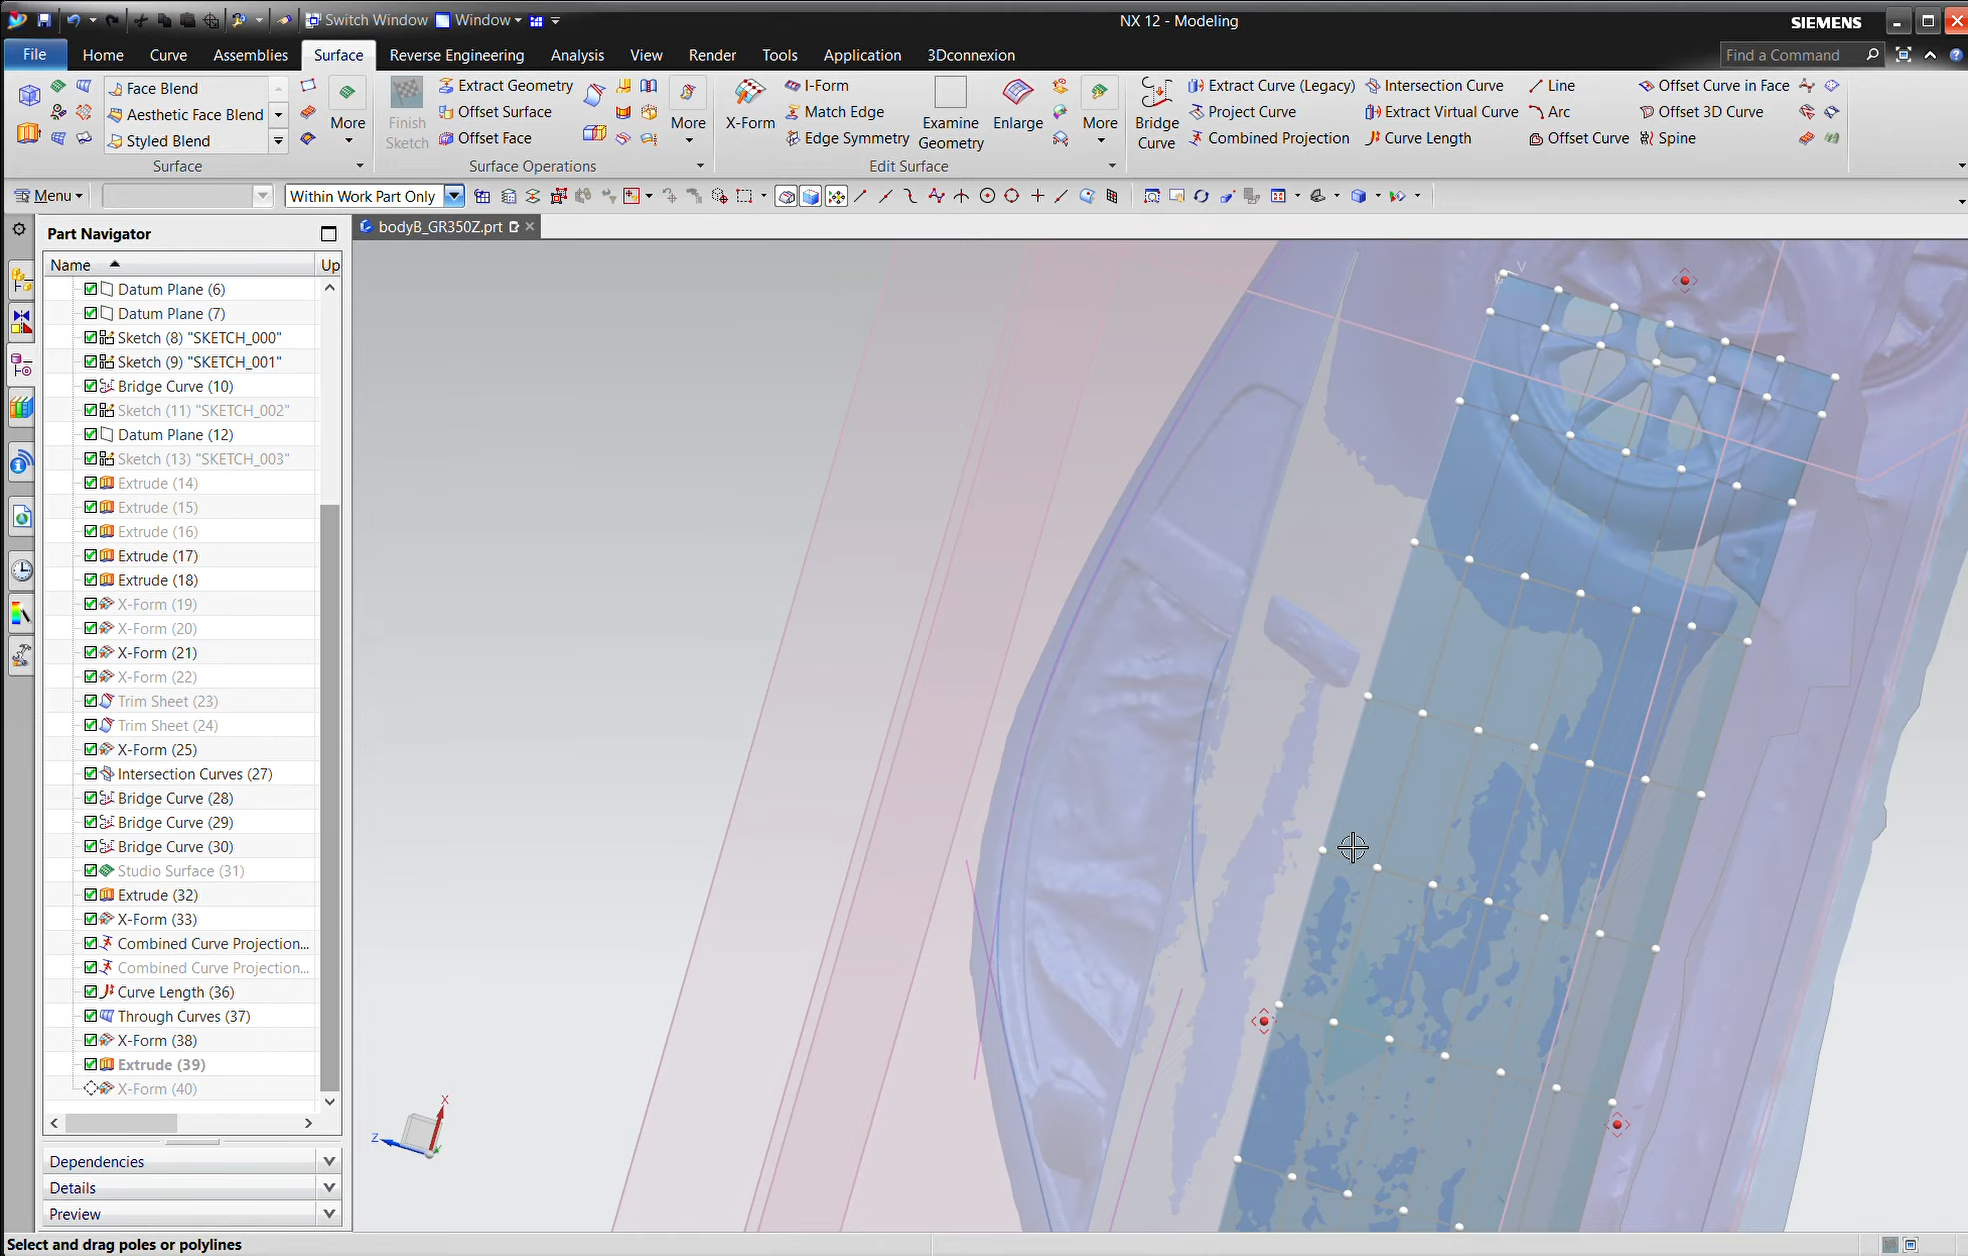 Switch Window
Window
NX 12 - Modeling
SIEMENS
File
Home
Curve
Assemblies
Surface
Reverse Engineering
Analysis
View
Render
Tools
Application
3Dconnexion
Find a Command
Face Blend
Aesthetic Face Blend
Styled Blend
More
Surface
Finish Sketch
Extract Geometry
Offset Surface
Offset Face
More
Surface Operations
X-Form
I-Form
Match Edge
Edge Symmetry
Examine Geometry
Enlarge
More
Edit Surface
Bridge Curve
Extract Curve (Legacy)
Project Curve
Combined Projection
Intersection Curve
Extract Virtual Curve
Curve Length
Line
Arc
Offset Curve
Offset Curve in Face
Offset 3D Curve
Spine
Menu
Within Work Part Only
Part Navigator
bodyB_GR350Z.prt
Name
Up
Datum Plane (6)
Datum Plane (7)
Sketch (8) "SKETCH_000"
Sketch (9) "SKETCH_001"
Bridge Curve (10)
Sketch (11) "SKETCH_002"
Datum Plane (12)
Sketch (13) "SKETCH_003"
Extrude (14)
Extrude (15)
Extrude (16)
Extrude (17)
Extrude (18)
X-Form (19)
X-Form (20)
X-Form (21)
X-Form (22)
Trim Sheet (23)
Trim Sheet (24)
X-Form (25)
Intersection Curves (27)
Bridge Curve (28)
Bridge Curve (29)
Bridge Curve (30)
Studio Surface (31)
Extrude (32)
X-Form (33)
Combined Curve Projection...
Combined Curve Projection...
Curve Length (36)
Through Curves (37)
X-Form (38)
Extrude (39)
X-Form (40)
Dependencies
Details
Preview
X
Z
V
Select and drag poles or polylines